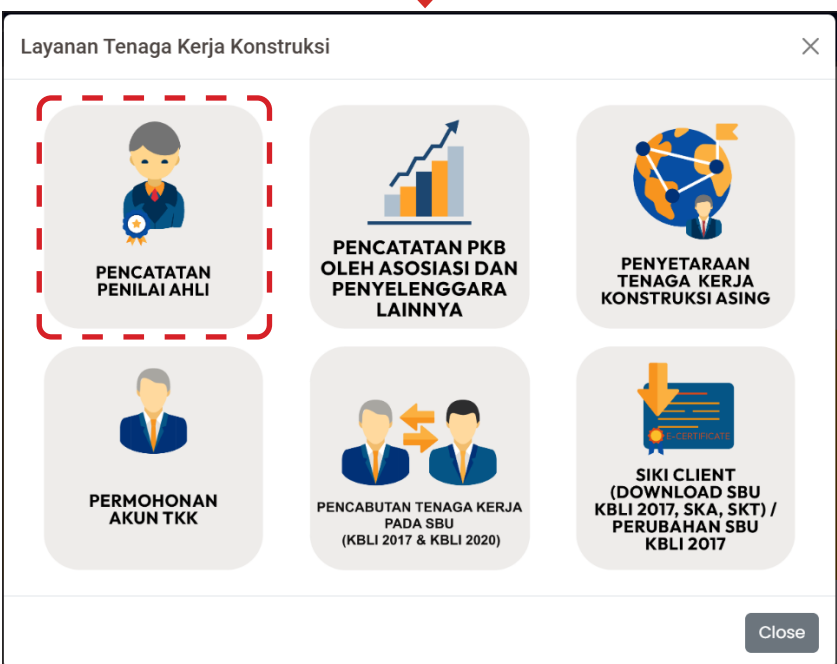 Layanan Tenaga Kerja Konstruksi
PENCATATAN
PENILAI AHLI
PENCATATAN PKB
OLEH ASOSIASI DAN
PENYELENGGARA
LAINNYA
PENYETARAAN
TENAGA KERJA
KONSTRUKSI ASING
PERMOHONAN
AKUN TKK
PENCABUTAN TENAGA KERJA
PADA SBU
(KBLI 2017 & KBLI 2020)
E-CERTIFICATE
SIKI CLIENT
(DOWNLOAD SBU
KBLI 2017, SKA, SKT) /
PERUBAHAN SBU
KBLI 2017
Close